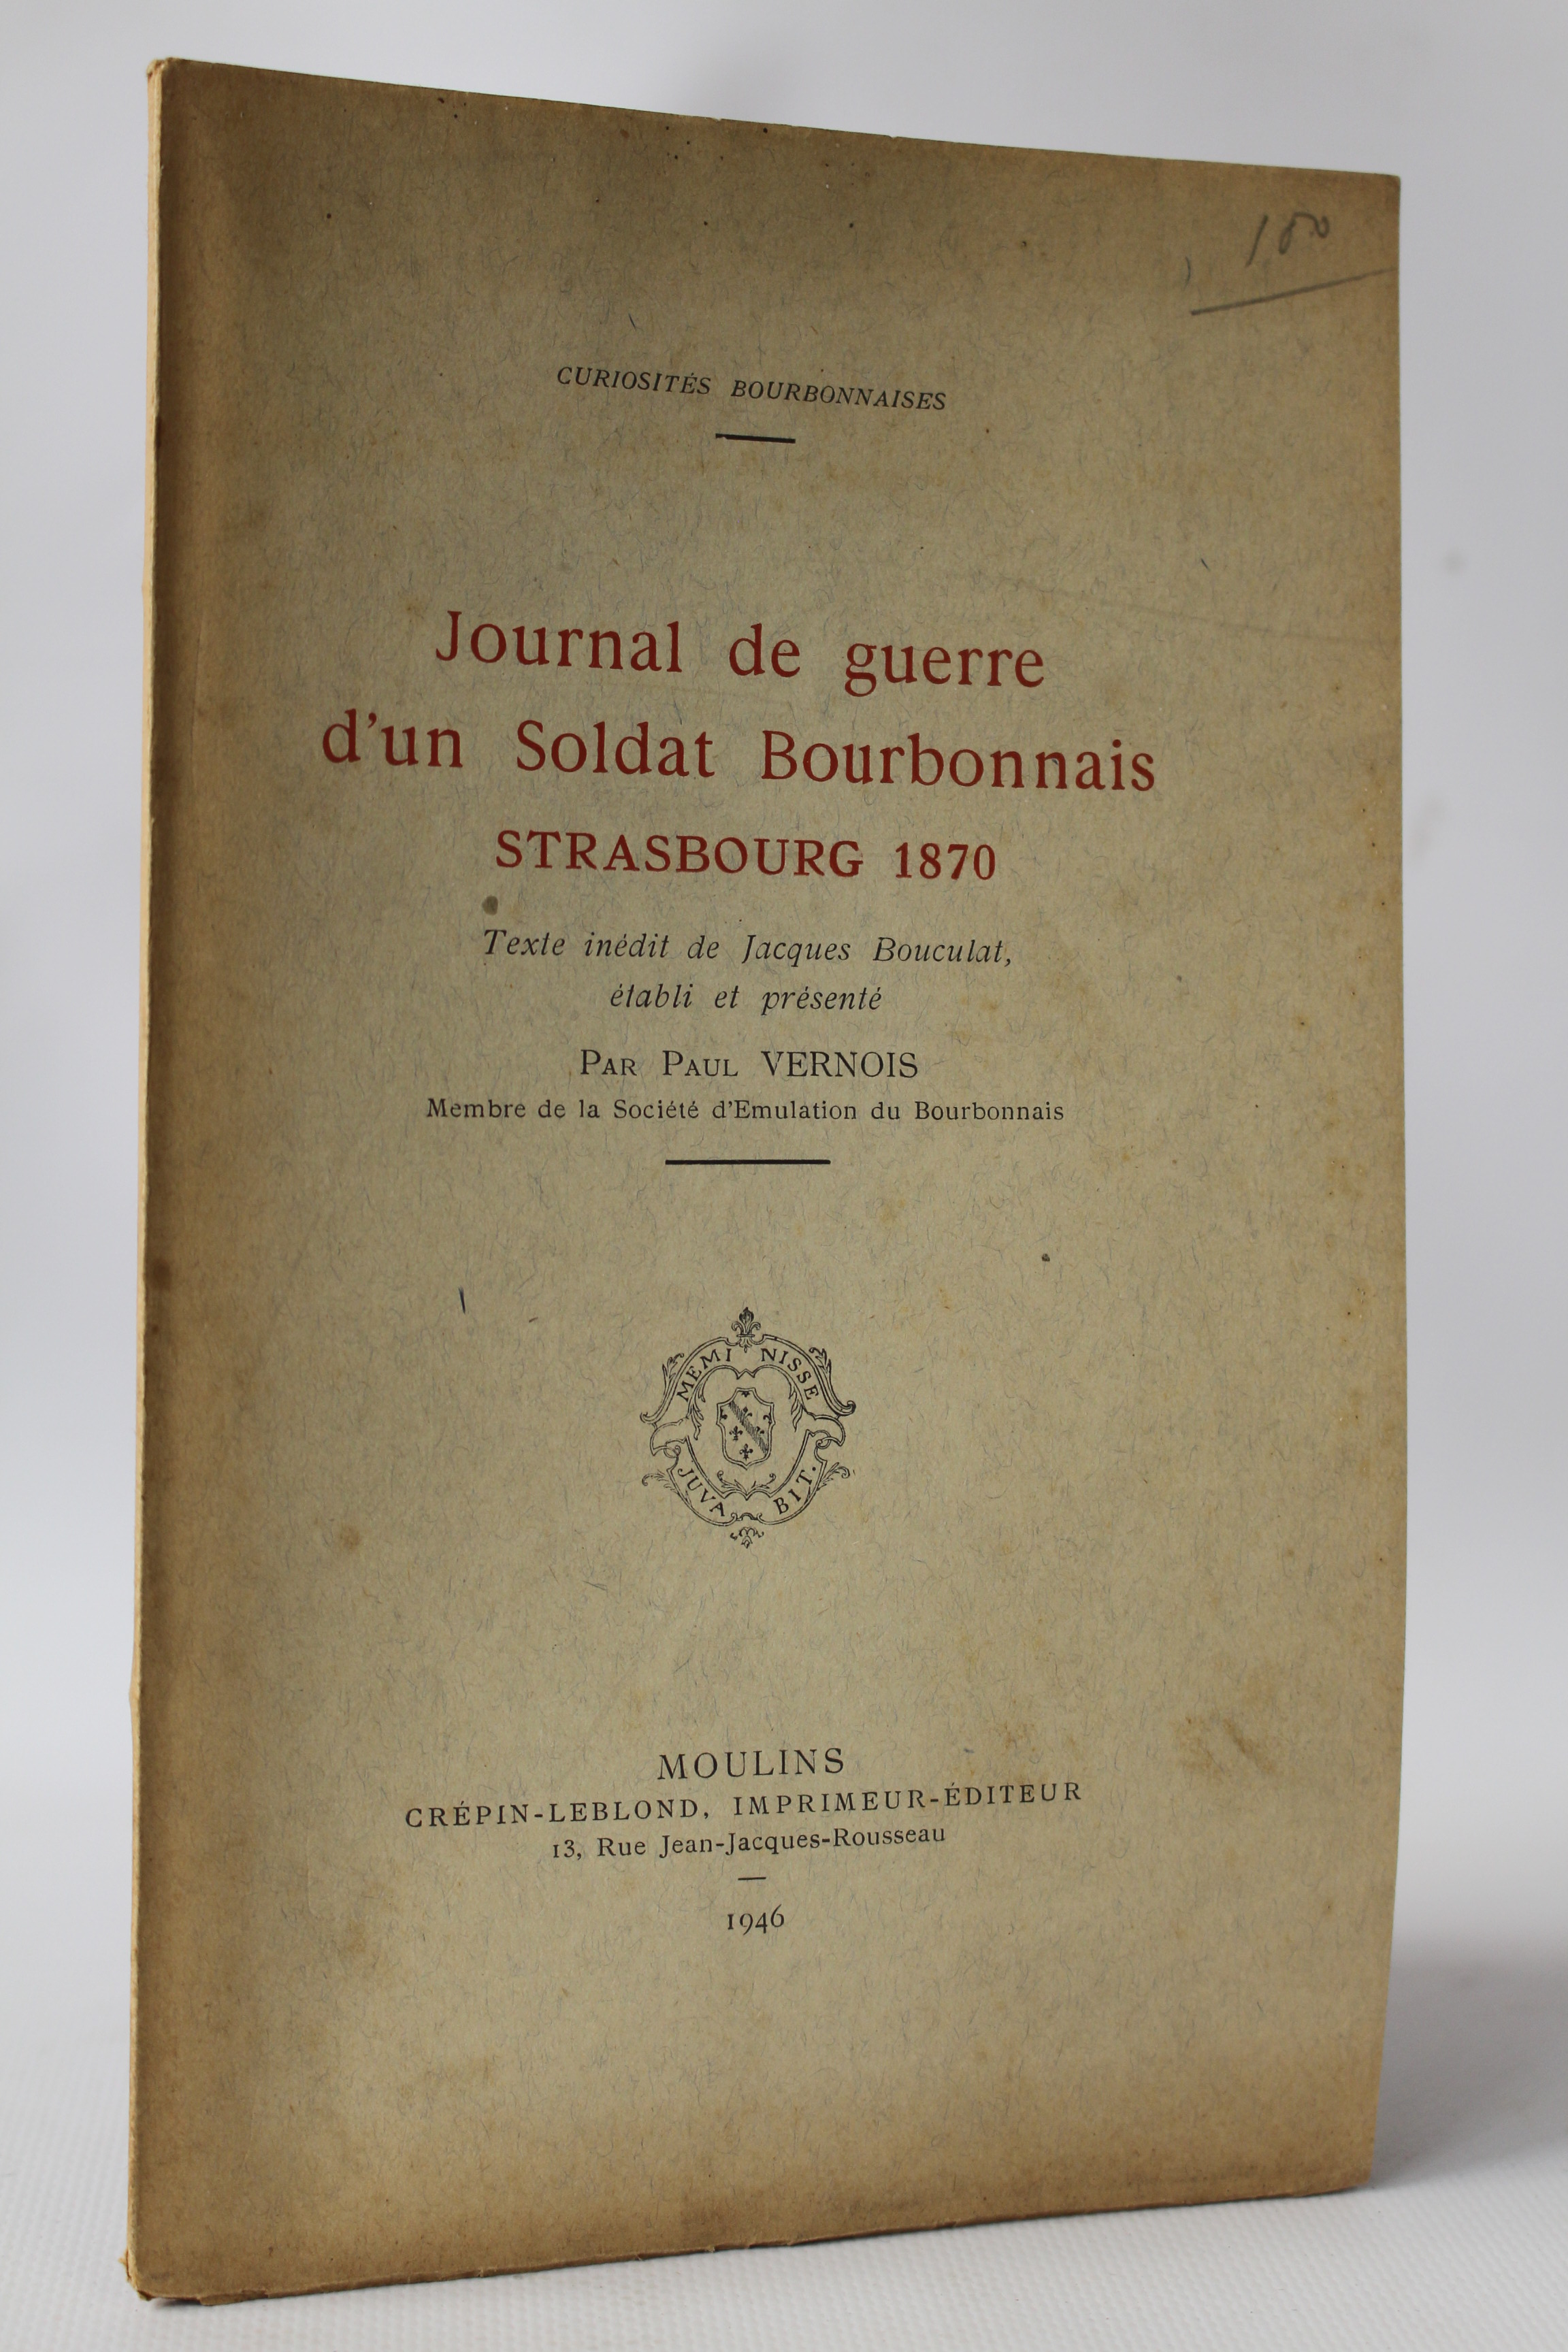 180
CURIOSITÉS BOURBONNAISES
Journal de guerre
d'un Soldat Bourbonnais
STRASBOURG 1870
Texte inédit de Jacques Bouculat,
établi et présenté
PAR PAUL VERNOIS
Membre de la Société d'Emulation du Bourbonnais
MEMI NISSE
JUVA BIT.
MOULINS
CRÉPIN-LEBLOND, IMPRIMEUR-ÉDITEUR
13, Rue Jean-Jacques-Rousseau
1946